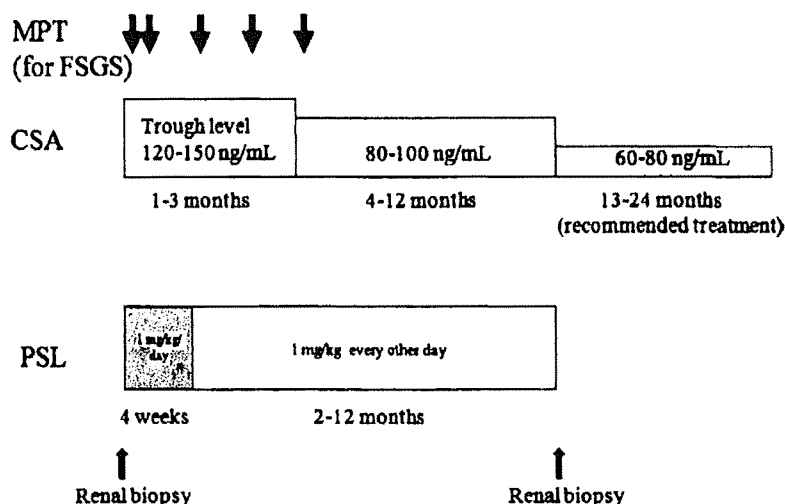 MPT
(for FSGS)
CSA
Trough level
120-150 ng/mL
80-100 ng/mL
60-80 ng/mL
1-3 months
4-12 months
13-24 months
(recommended treatment)
PSL
1 mg/kg/
day
1 mg/kg every other day
4 weeks
2-12 months
Renal biopsy
Renal biopsy